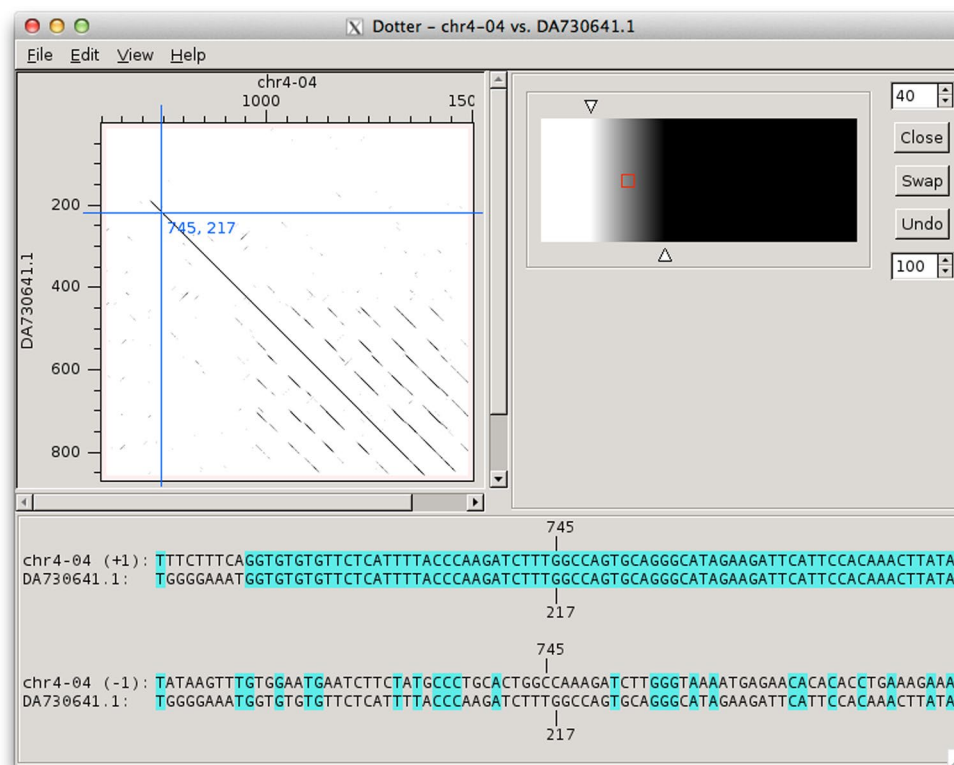 Dotter – chr4-04 vs. DA730641.1
File Edit View Help
chr4-04
1000 150
200
745, 217
400
600
800
DA730641.1
40
Close
Swap
Undo
100
745
chr4-04 (+1): TTTCTTTCAGGTGTGTGTTCTCATTTTACCCAAGATCTTTGGCCAGTGCAGGGCATAGAAGATTCATTCCACAAACTTATA
DA730641.1: TGGGGAAATGGTGTGTGTTCTCATTTTACCCAAGATCTTTGGCCAGTGCAGGGCATAGAAGATTCATTCCACAAACTTATA
217
745
chr4-04 (-1): TATAAGTTTGTGGAATGAATCTTCTATGCCCTGCACTGGCCAAAGATCTTGGGTAAAATGAGAACACACACCTGAAAGAAA
DA730641.1: TGGGGAAATGGTGTGTGTTCTCATTTTACCCAAGATCTTTGGCCAGTGCAGGGCATAGAAGATTCATTCCACAAACTTATA
217